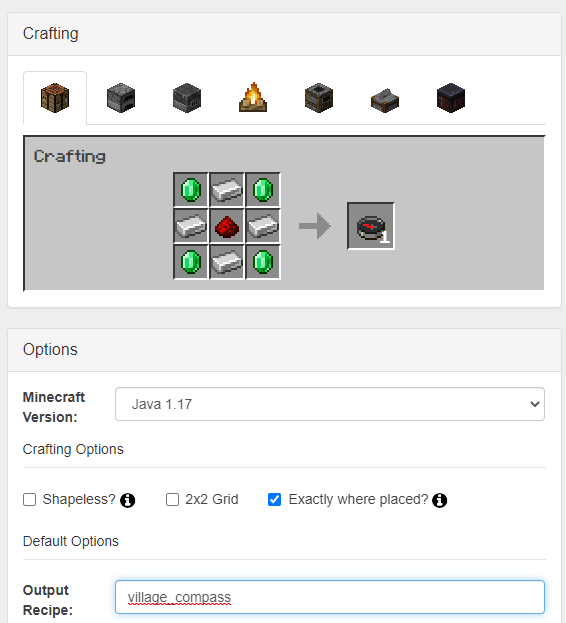 Crafting
Crafting
1
Options
Minecraft Version:
Java 1.17
Crafting Options
Shapeless? 2x2 Grid Exactly where placed?
Default Options
Output Recipe:
village_compass